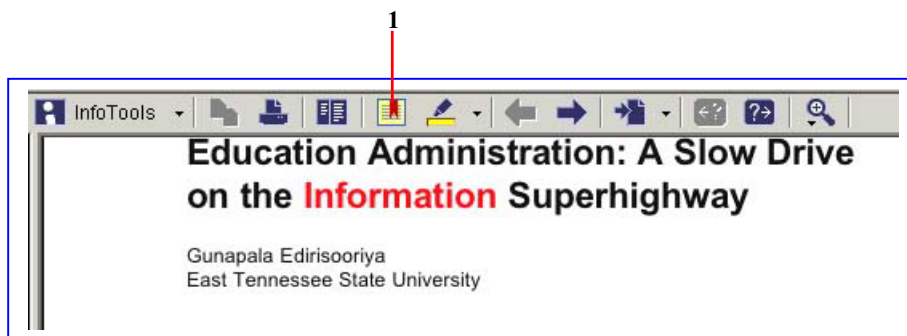 1
InfoTools
Education Administration: A Slow Drive
on the Information Superhighway
Gunapala Edirisooriya
East Tennessee State University